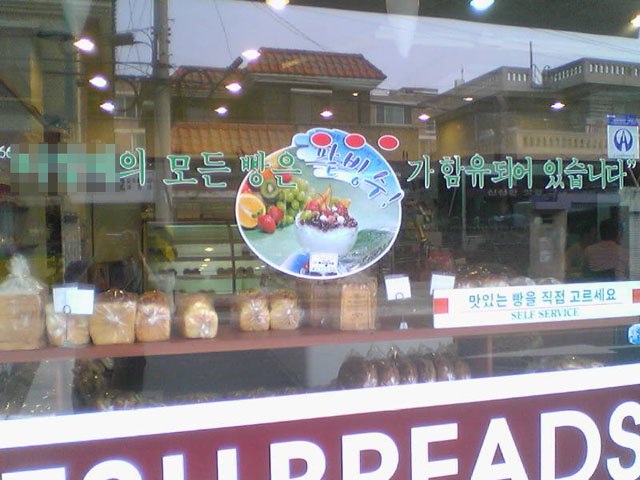 의 모든 빵은 팥빙수! 가 함유되어 있습니다"
맛있는 빵을 직접 고르세요
SELF SERVICE
BREADS